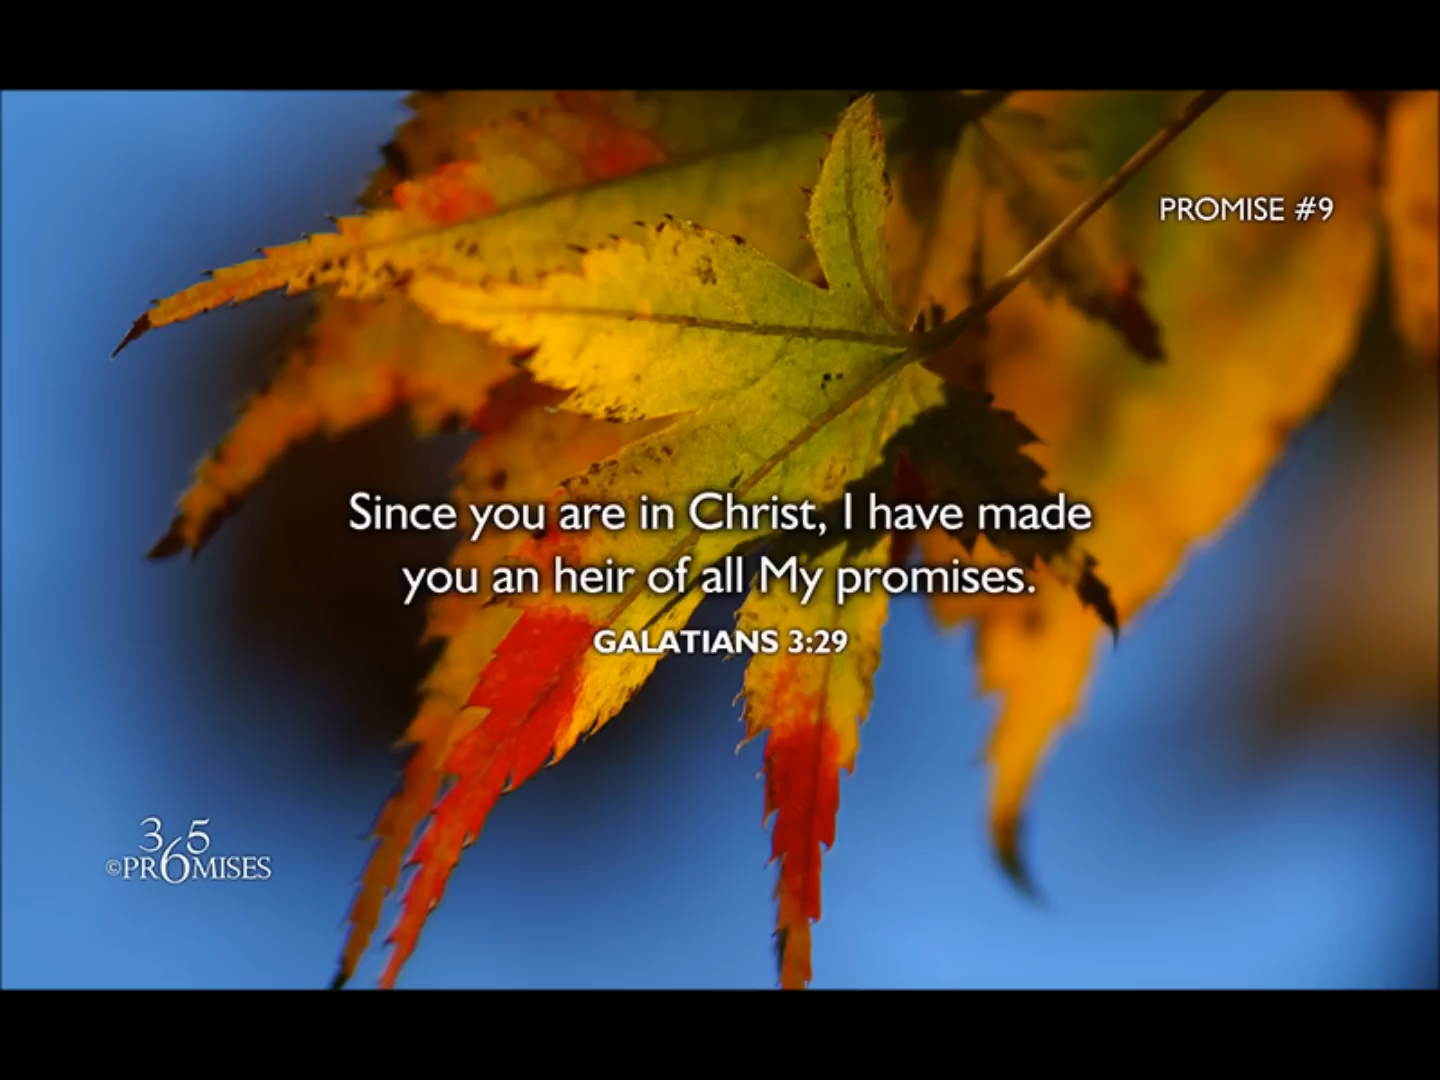 PROMISE #9
Since you are in Christ, I have made
you an heir of all My promises.
GALATIANS 3:29
365
©PROMISES